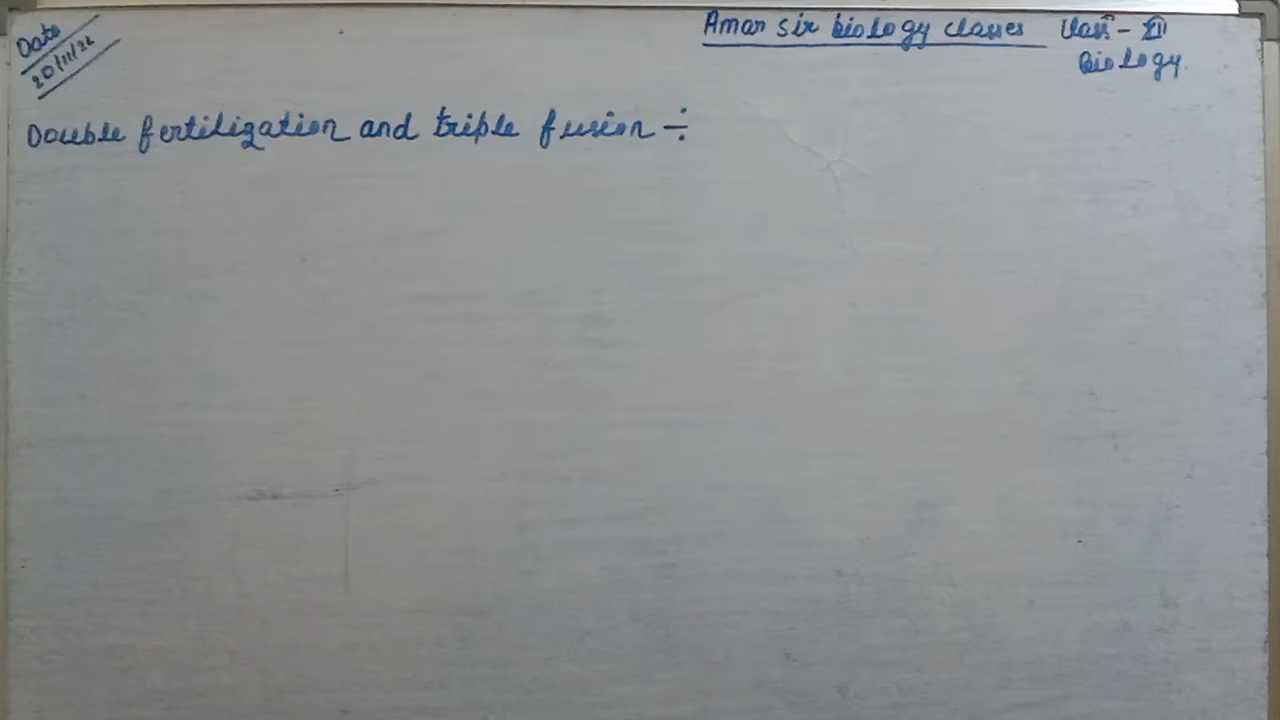 Date
20/11/22
Amar sir biology classes Class - XII
Biology
Double fertilization and triple fusion ÷